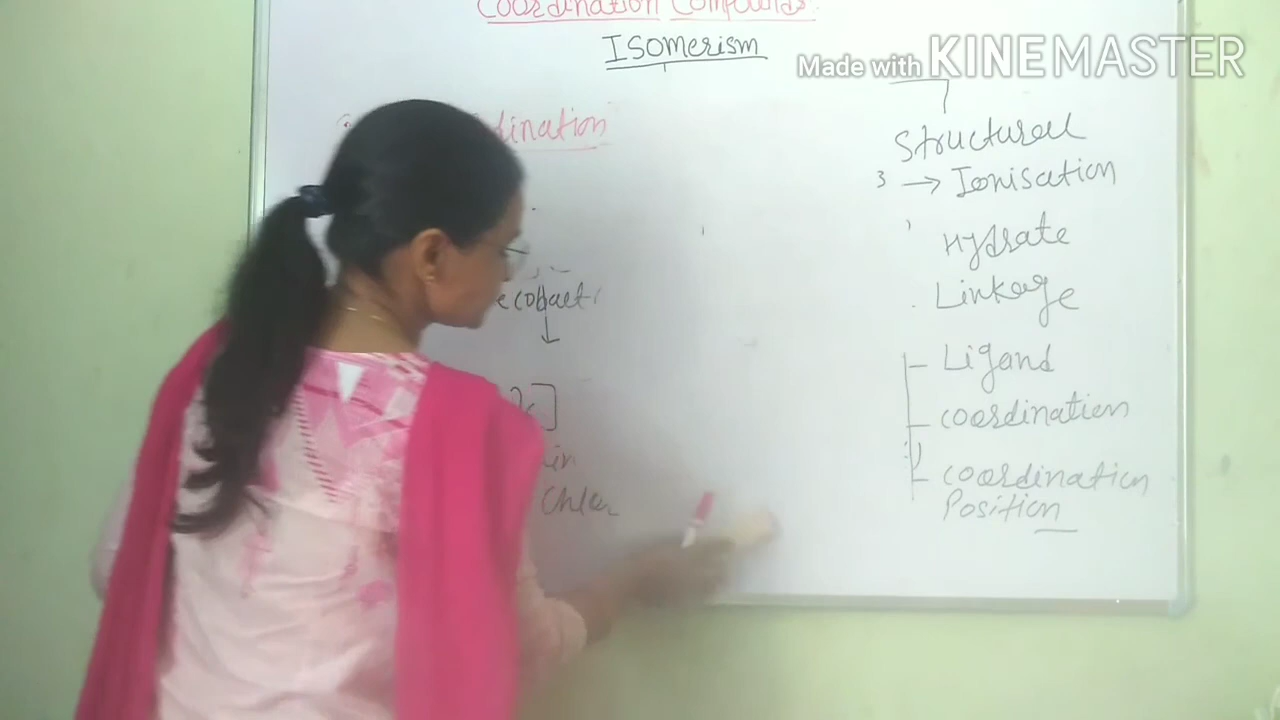 Coordination Compounds
Isomerism
Made with KINEMASTER
dination
Structural
3 → Ionisation
Hydrate
Linkage
Ligand
coordination
coordination
Position
Chlor